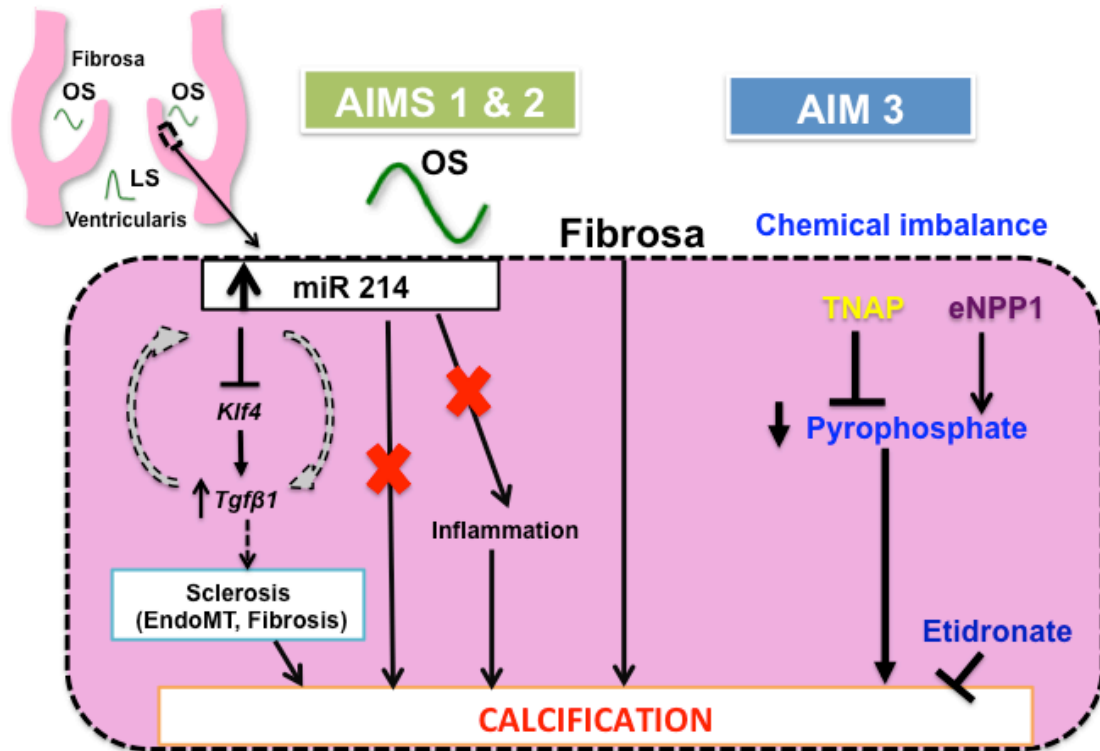 Fibrosa
OS
OS
LS
Ventricularis
AIMS 1 & 2
OS
AIM 3
Fibrosa
Chemical imbalance
miR 214
TNAP
eNPP1
Klf4
Pyrophosphate
Tgfβ1
Inflammation
Sclerosis
(EndoMT, Fibrosis)
Etidronate
CALCIFICATION